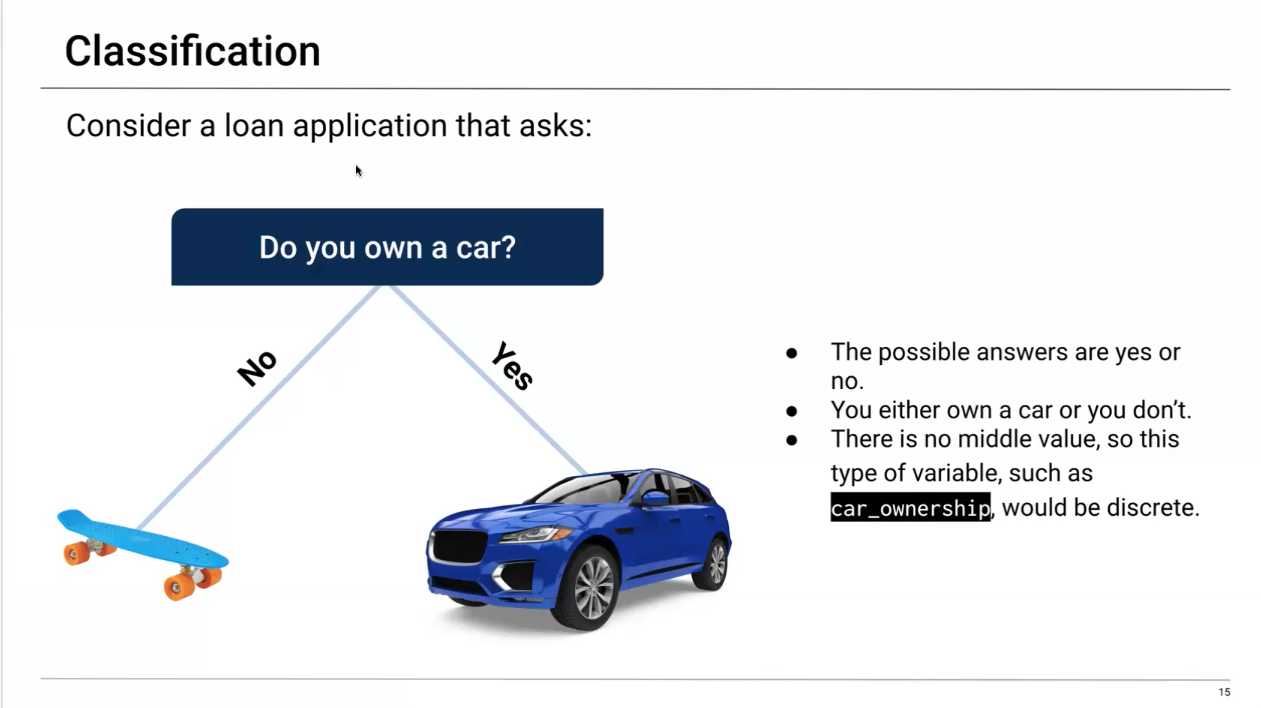 Classification
Consider a loan application that asks:
Do you own a car?
No
Yes
● The possible answers are yes or
no.
● You either own a car or you don’t.
● There is no middle value, so this
type of variable, such as
car_ownership, would be discrete.
15